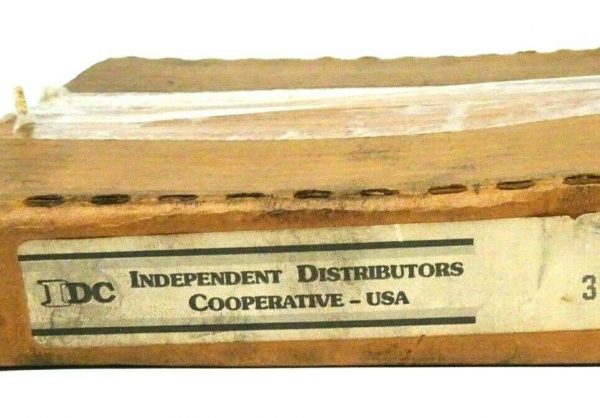 IDC INDEPENDENT DISTRIBUTORS
COOPERATIVE – USA
3